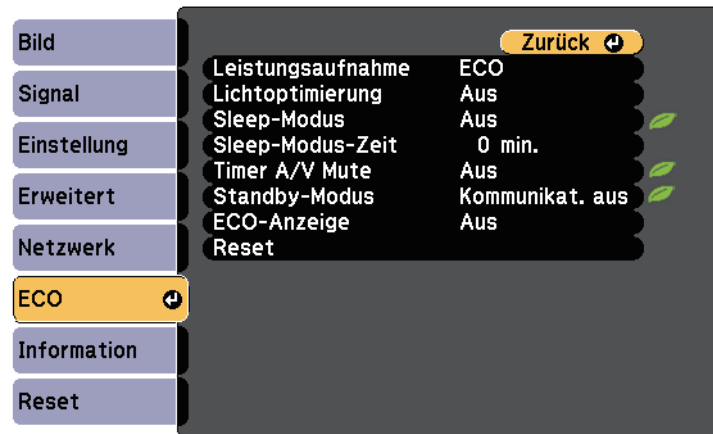 Bild
Signal
Einstellung
Erweitert
Netzwerk
ECO
Information
Reset
Zurück
Leistungsaufnahme ECO
Lichtoptimierung Aus
Sleep-Modus Aus
Sleep-Modus-Zeit 0 min.
Timer A/V Mute Aus
Standby-Modus Kommunikat. aus
ECO-Anzeige Aus
Reset